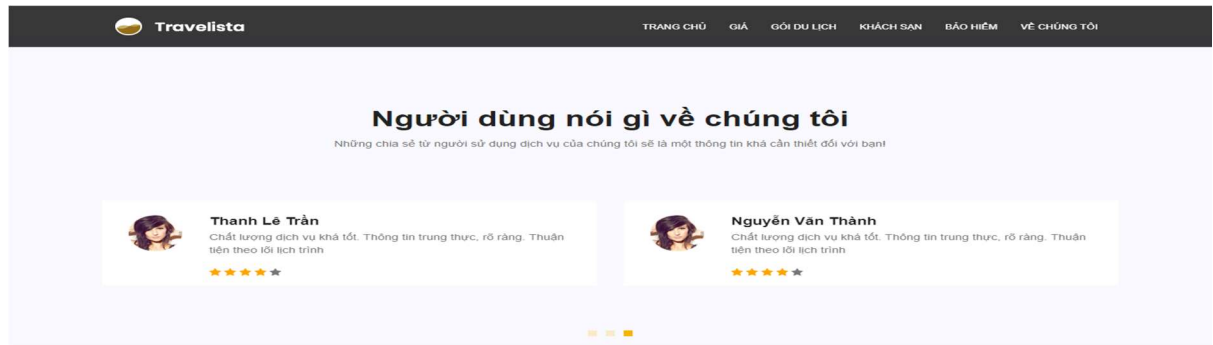 Travelista
TRANG CHỦ GIÁ GÓI DU LỊCH KHÁCH SẠN BẢO HIỂM VỀ CHÚNG TÔI
Người dùng nói gì về chúng tôi
Những chia sẻ từ người sử dụng dịch vụ của chúng tôi sẽ là một thông tin khá cần thiết đối với bạn!
Thanh Lê Trần
Chất lượng dịch vụ khá tốt. Thông tin trung thực, rõ ràng. Thuận
tiện theo lõi lịch trình
Nguyễn Văn Thành
Chất lượng dịch vụ khá tốt. Thông tin trung thực, rõ ràng. Thuận
tiện theo lõi lịch trình